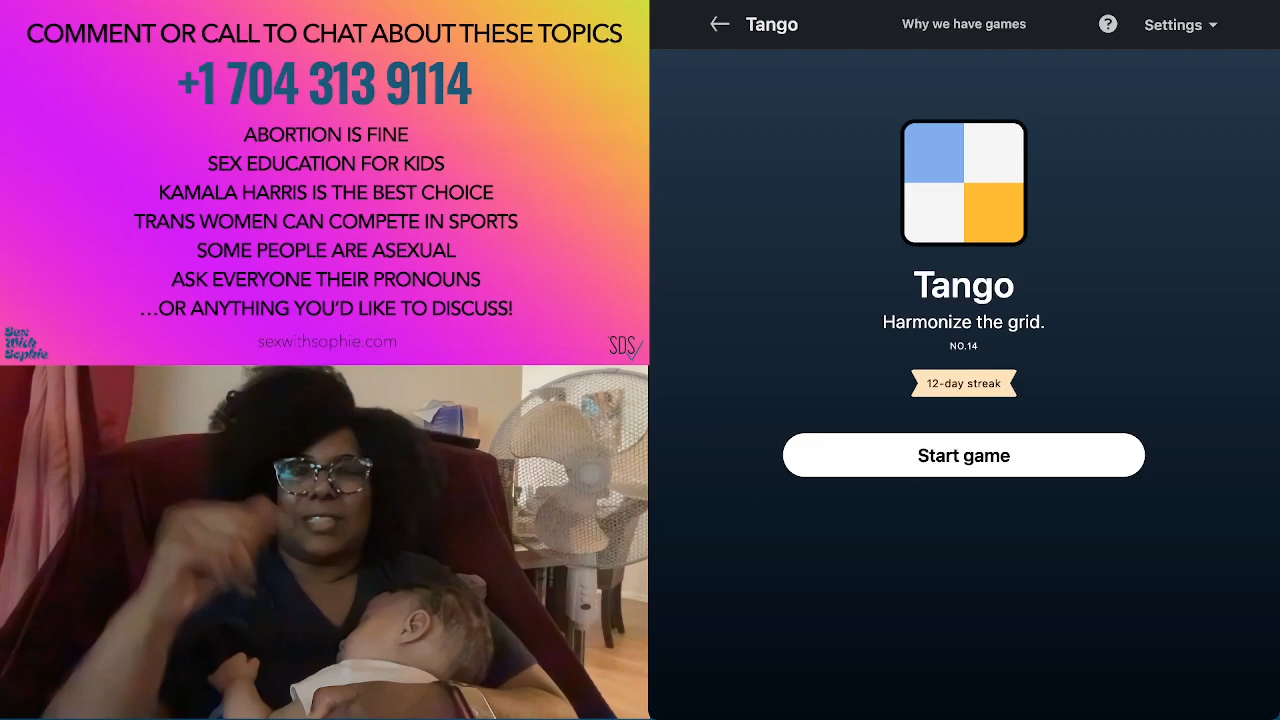 COMMENT OR CALL TO CHAT ABOUT THESE TOPICS
+1 704 313 9114
ABORTION IS FINE
SEX EDUCATION FOR KIDS
KAMALA HARRIS IS THE BEST CHOICE
TRANS WOMEN CAN COMPETE IN SPORTS
SOME PEOPLE ARE ASEXUAL
ASK EVERYONE THEIR PRONOUNS
...OR ANYTHING YOU'D LIKE TO DISCUSS!
sexwithsophie.com
Sex
With
Sophie
SDS
Tango
Why we have games
?
Settings
Tango
Harmonize the grid.
NO.14
12-day streak
Start game